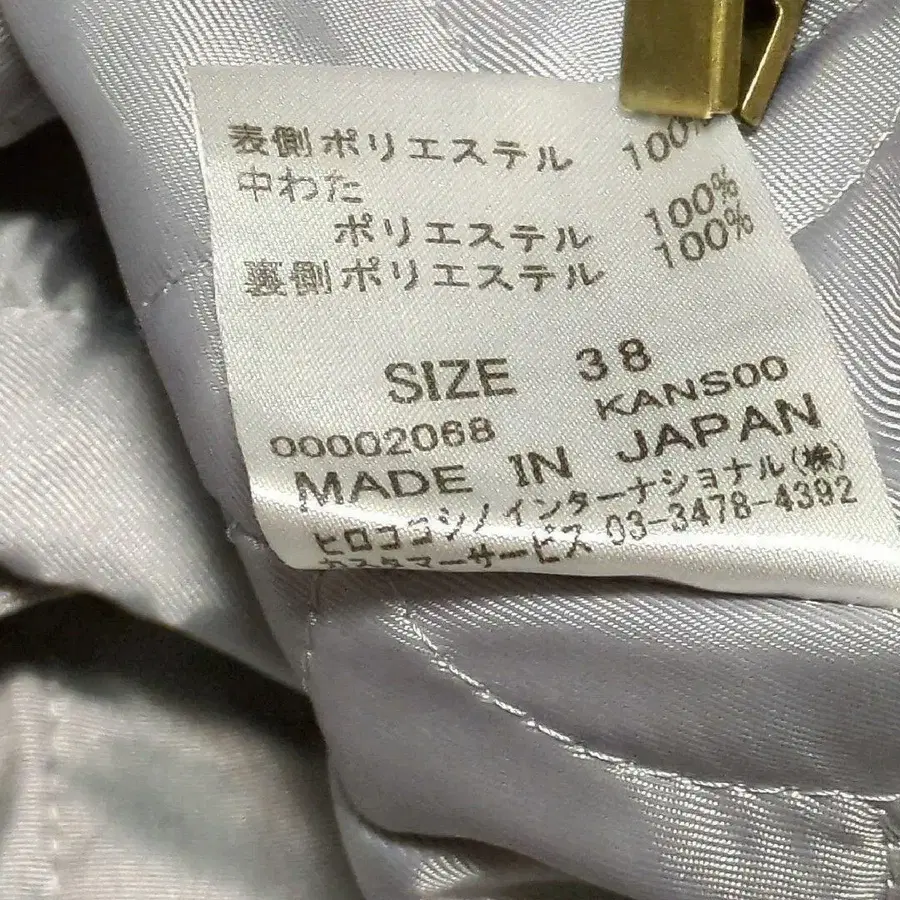 表側ポリエステル 100%
中わた
ポリエステル 100%
裏側ポリエステル 100%
SIZE 38
00002068 KANSOO
MADE IN JAPAN
ヒロココシノインターナショナル(株)
カスタマーサービス 03-3478-4392